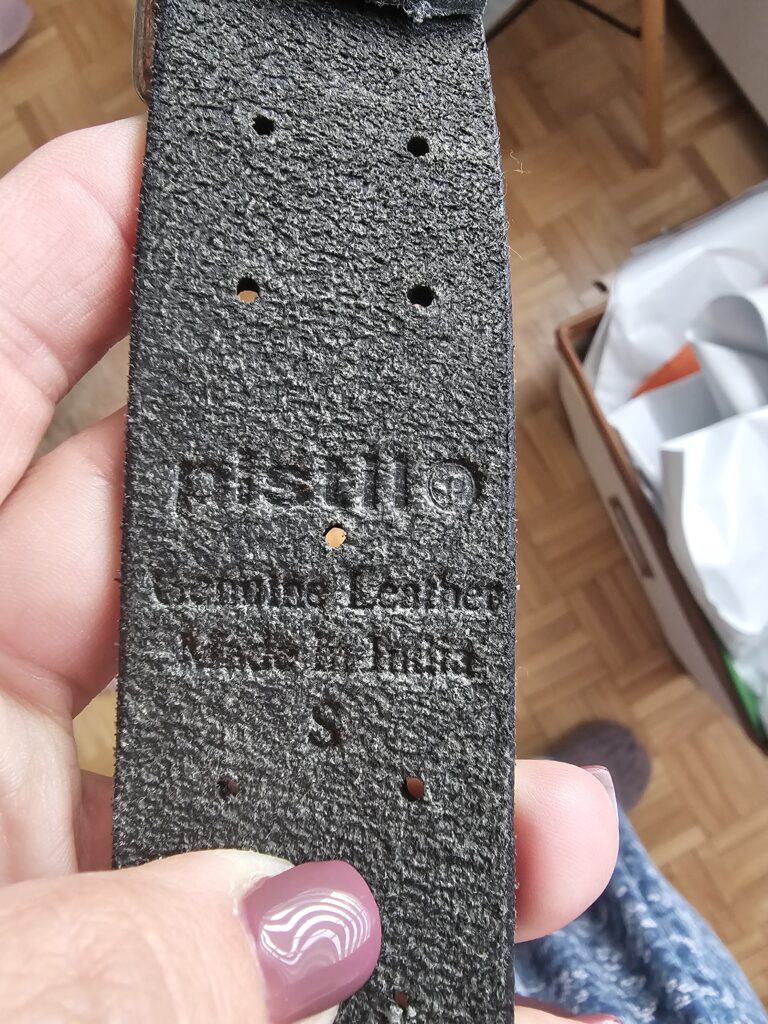 pistil
Genuine Leather
Made in India
S